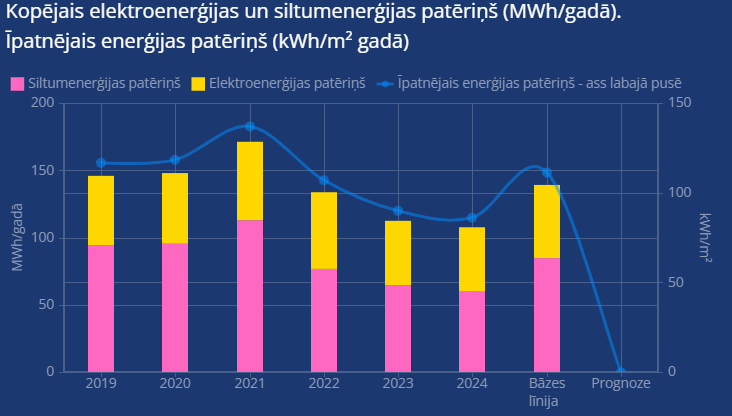 Kopējais elektroenerģijas un siltumenerģijas patēriņš (MWh/gadā).
Īpatnējais enerģijas patēriņš (kWh/m² gadā)
Siltumenerģijas patēriņš Elektroenerģijas patēriņš Īpatnējais enerģijas patēriņš - ass labajā pusē
200 150
150
100
100
50
50
0 0
MWh/gadā
kWh/m²
2019 2020 2021 2022 2023 2024 Bāzes Prognoze
līnija